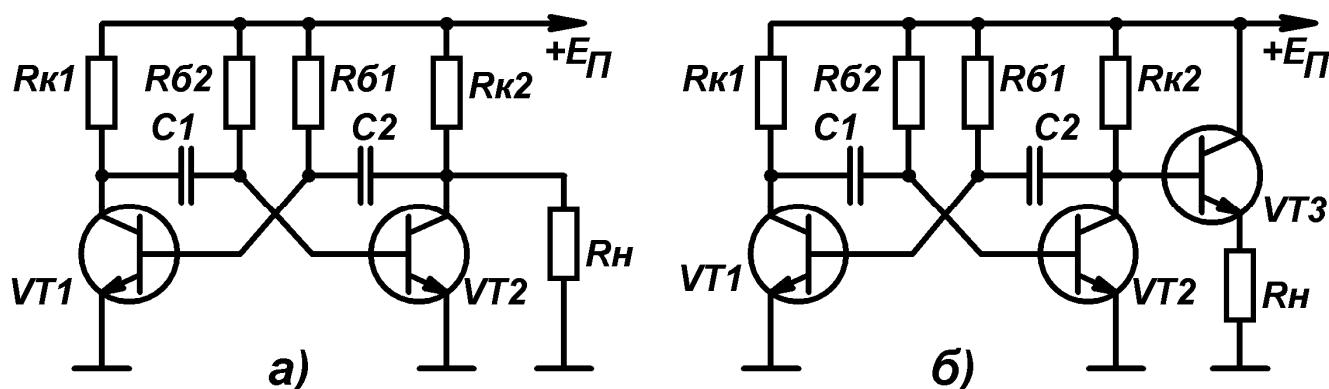 Rк1
Rб2
Rб1
Rк2
+EП
C1
C2
VT1
VT2
Rн
а)
Rк1
Rб2
Rб1
Rк2
+EП
C1
C2
VT1
VT2
VT3
Rн
б)